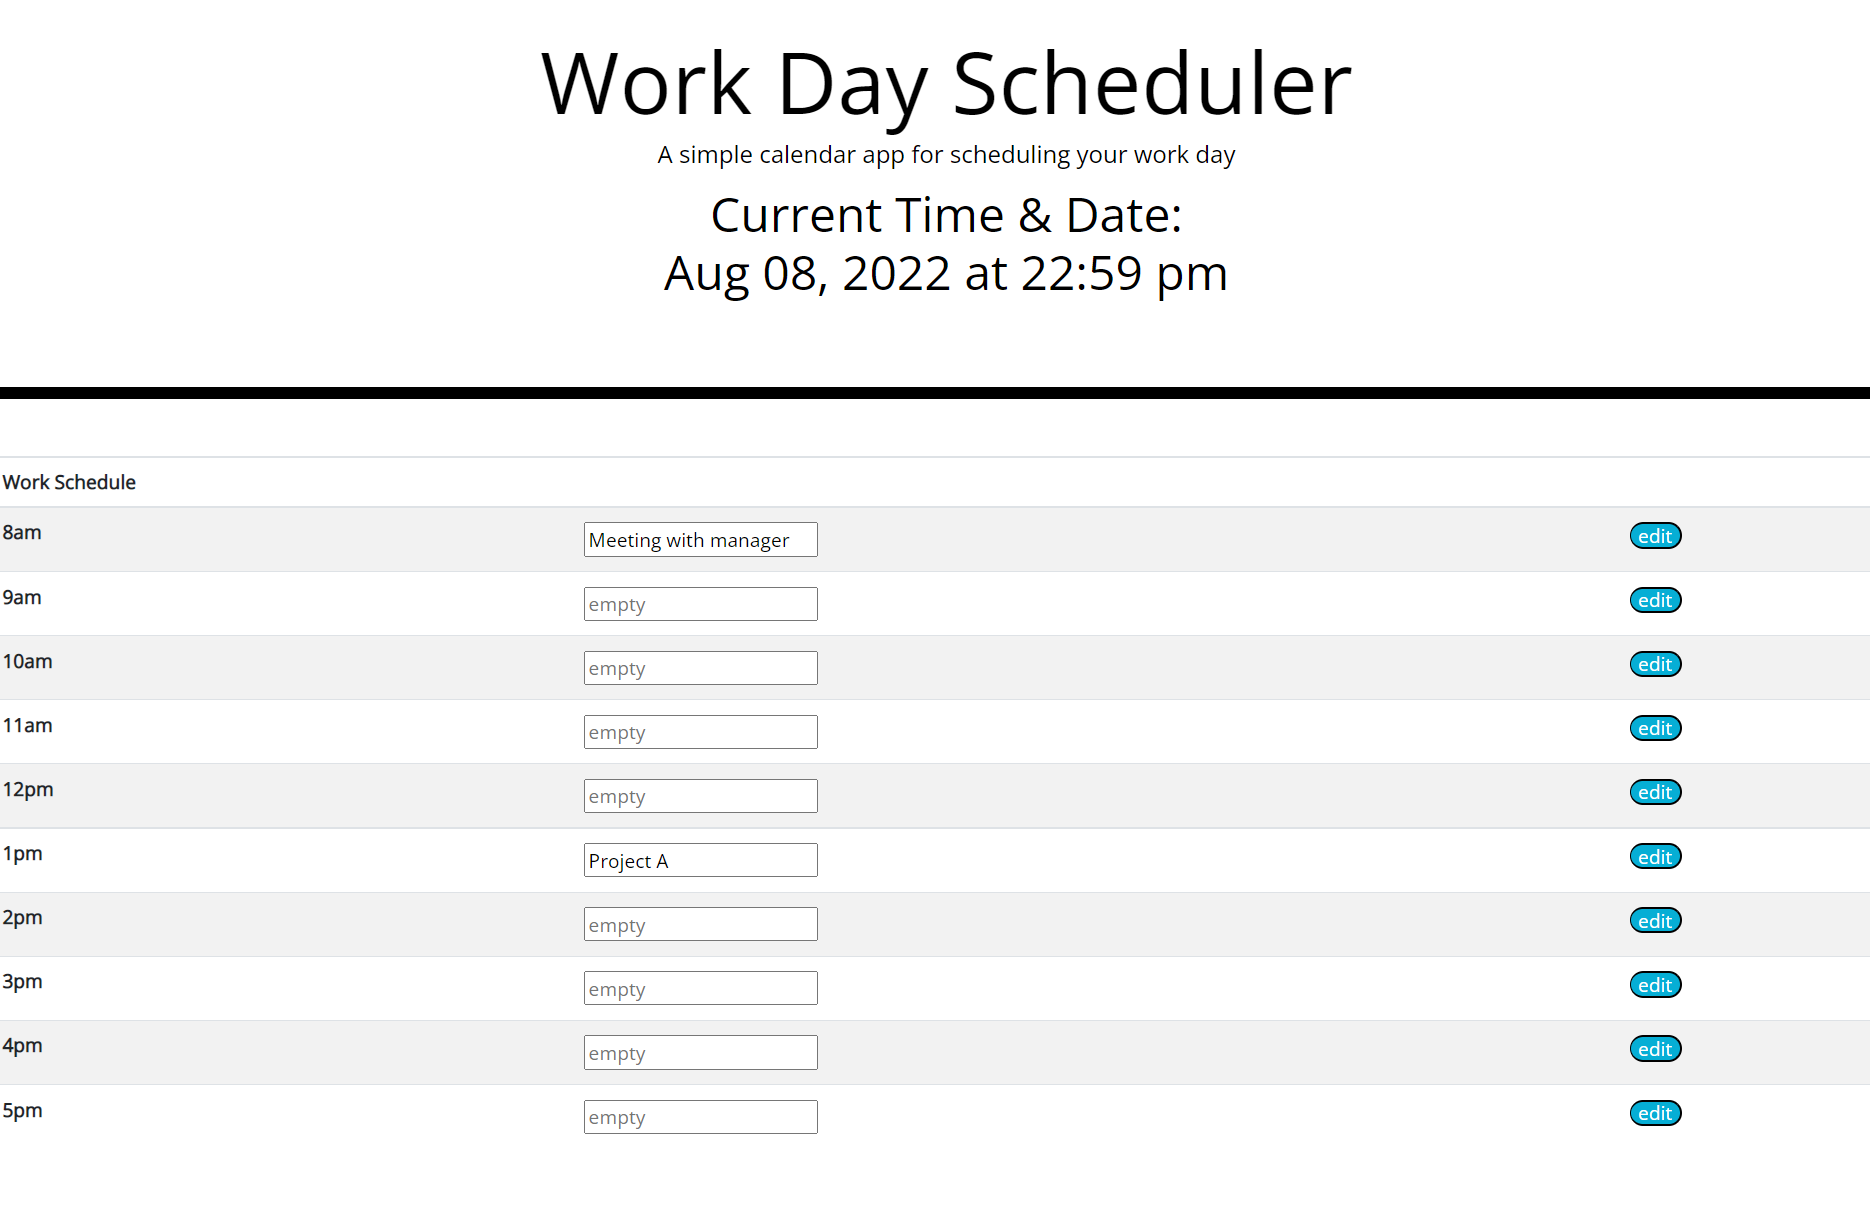 Work Day Scheduler
A simple calendar app for scheduling your work day
Current Time & Date:
Aug 08, 2022 at 22:59 pm
Work Schedule
8am Meeting with manager edit
9am empty edit
10am empty edit
11am empty edit
12pm empty edit
1pm Project A edit
2pm empty edit
3pm empty edit
4pm empty edit
5pm empty edit